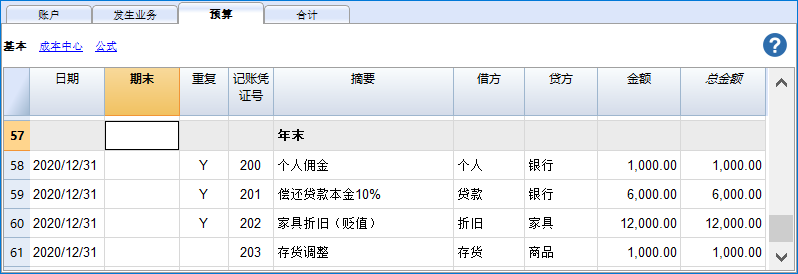 账户 发生业务 预算 合计
基本 成本中心 公式 ?
日期 期末 重复 记账凭证号 摘要 借方 贷方 金额 总金额
57 年末
58 2020/12/31 Y 200 个人佣金 个人 银行 1,000.00 1,000.00
59 2020/12/31 Y 201 偿还贷款本金10% 贷款 银行 6,000.00 6,000.00
60 2020/12/31 Y 202 家具折旧（贬值） 折旧 家具 12,000.00 12,000.00
61 2020/12/31 203 存货调整 存货 商品 1,000.00 1,000.00